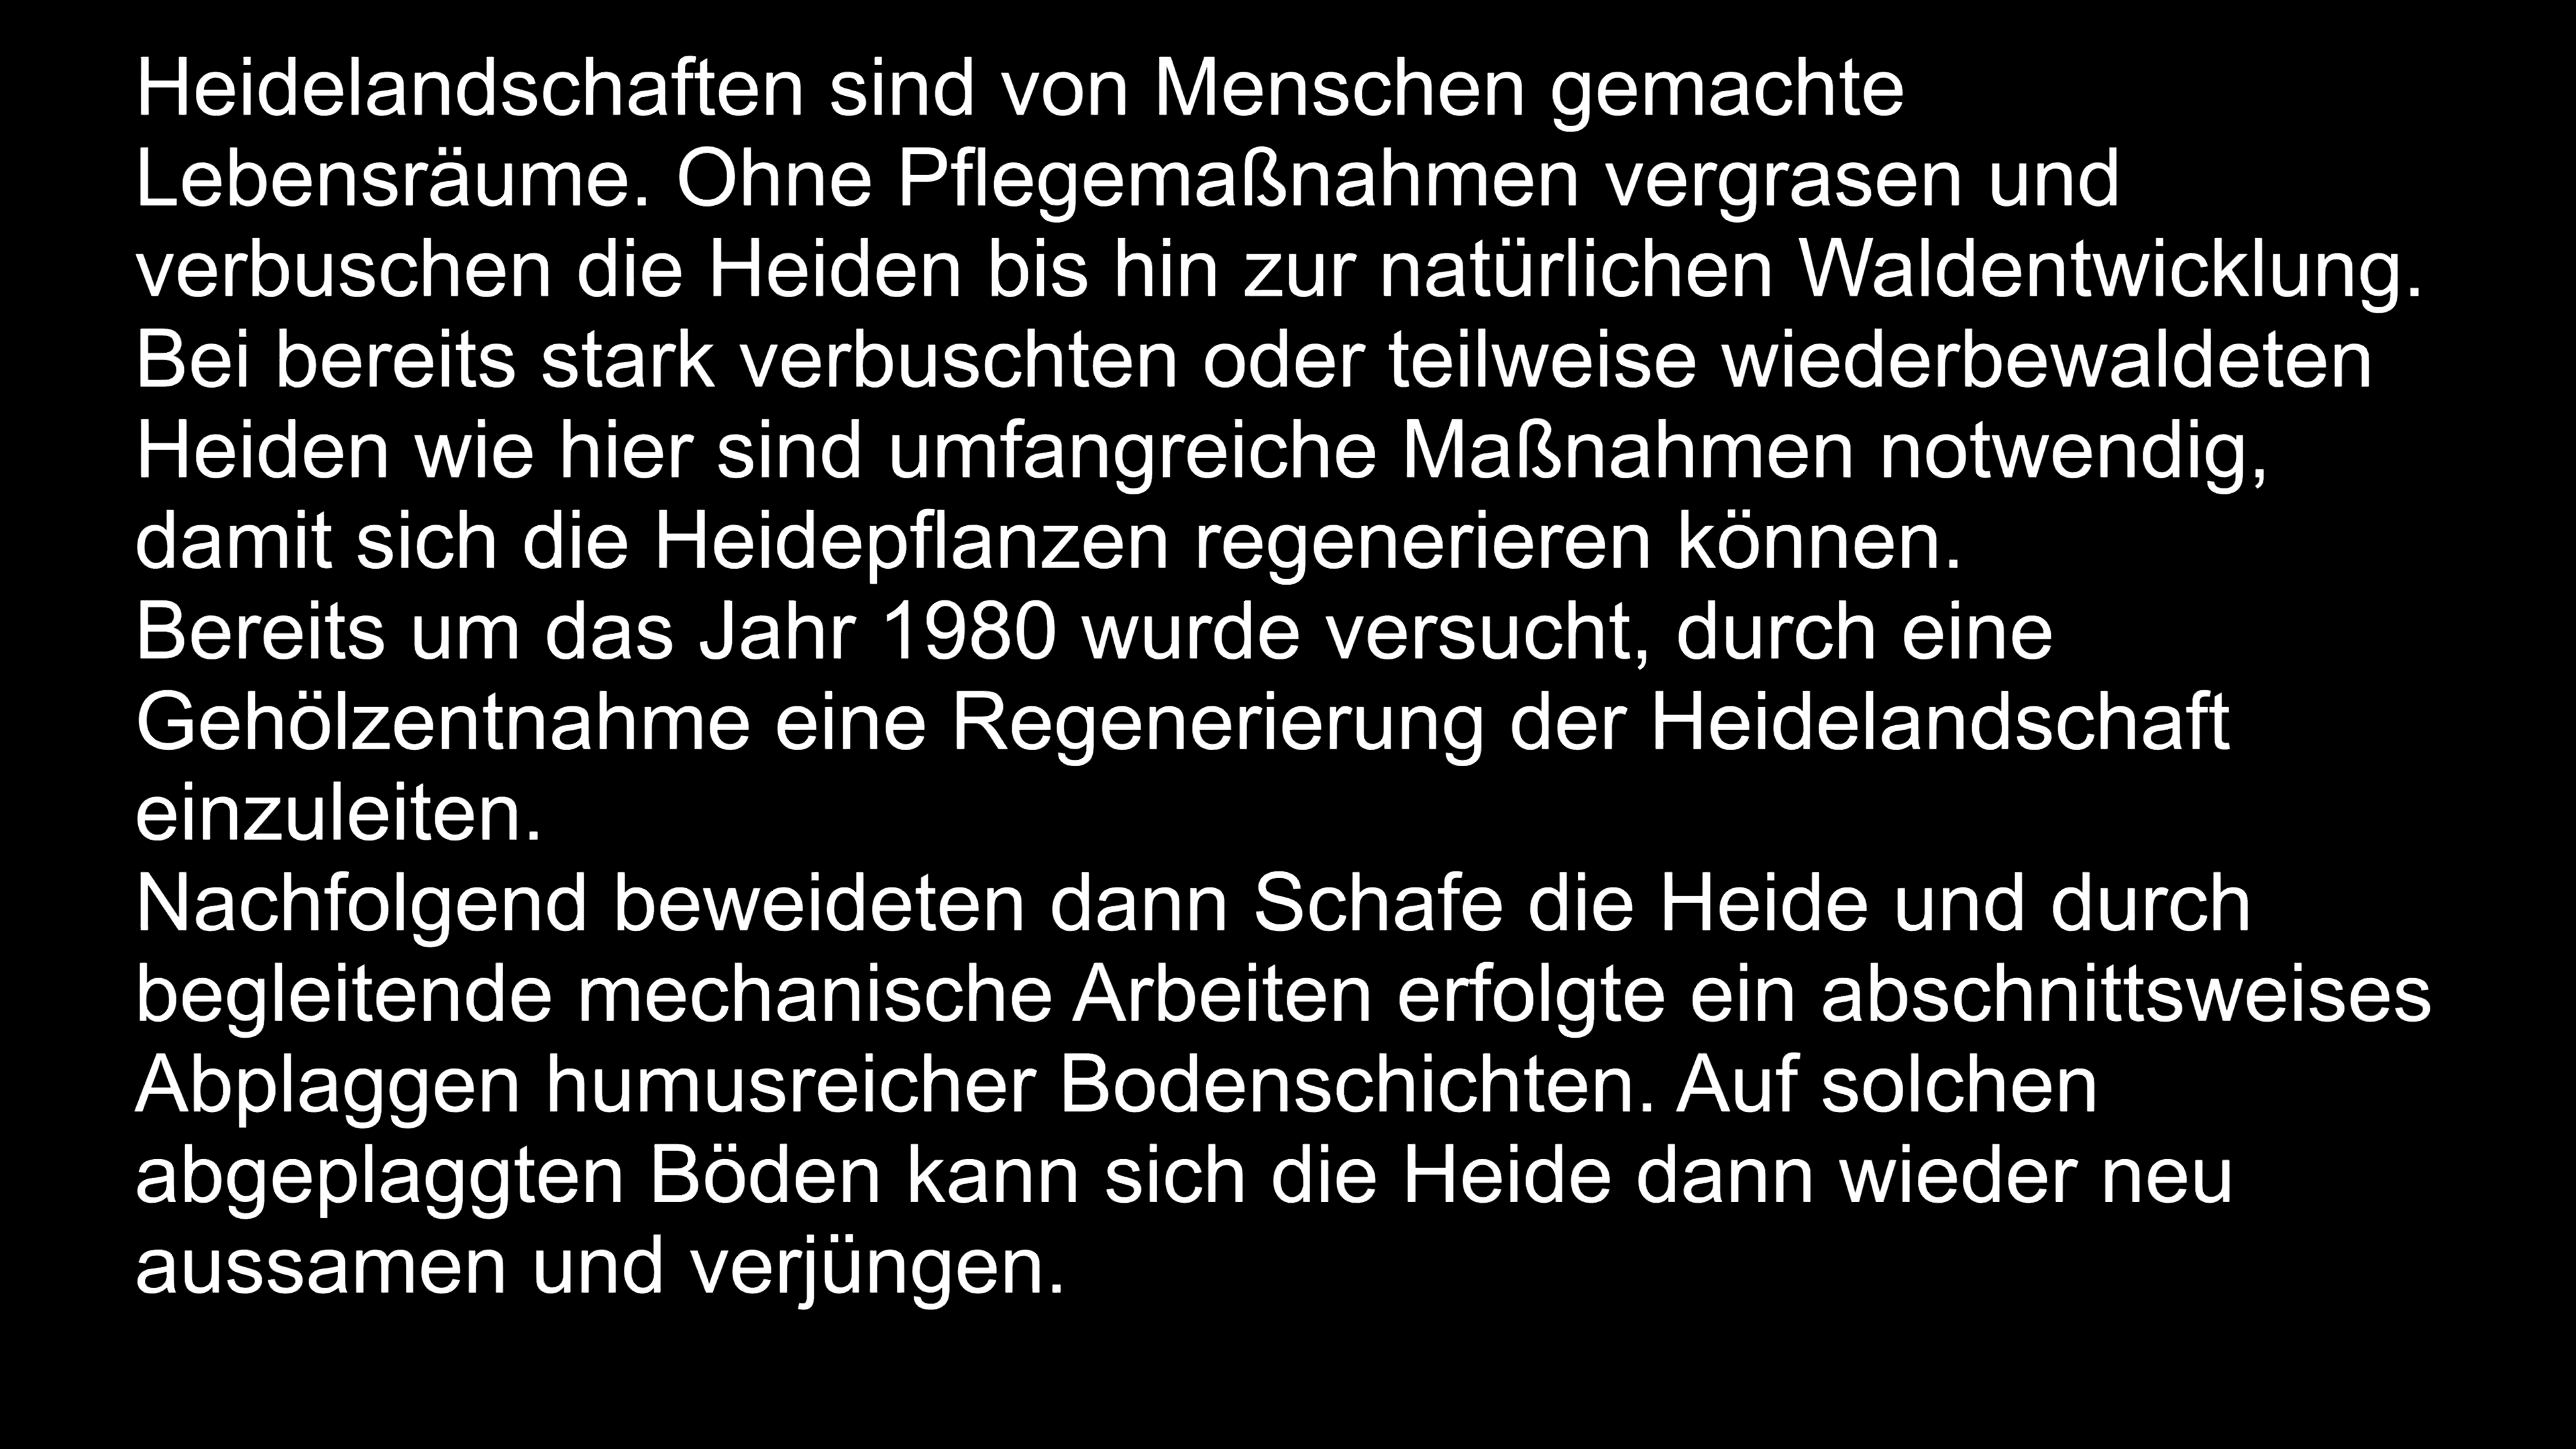 Heidelandschaften sind von Menschen gemachte
Lebensräume. Ohne Pflegemaßnahmen vergrasen und
verbuschen die Heiden bis hin zur natürlichen Waldentwicklung.
Bei bereits stark verbuschten oder teilweise wiederbewaldeten
Heiden wie hier sind umfangreiche Maßnahmen notwendig,
damit sich die Heidepflanzen regenerieren können.
Bereits um das Jahr 1980 wurde versucht, durch eine
Gehölzentnahme eine Regenerierung der Heidelandschaft
einzuleiten.
Nachfolgend beweideten dann Schafe die Heide und durch
begleitende mechanische Arbeiten erfolgte ein abschnittsweises
Abplaggen humusreicher Bodenschichten. Auf solchen
abgeplaggten Böden kann sich die Heide dann wieder neu
aussamen und verjüngen.